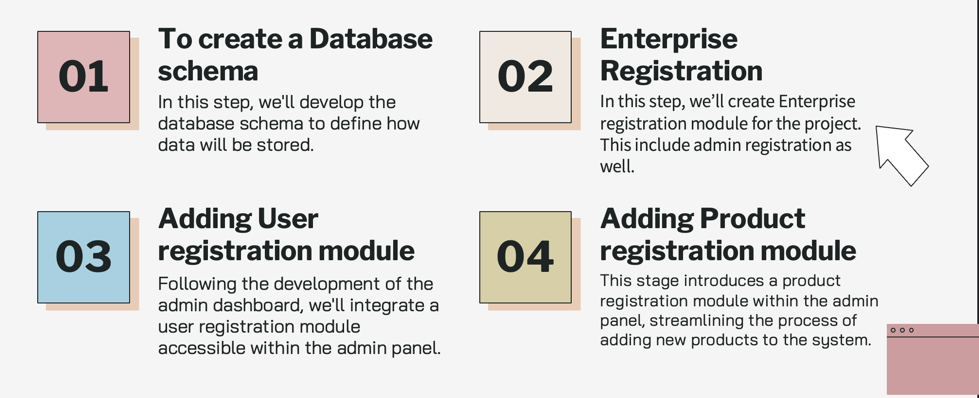 01
To create a Database
schema
In this step, we'll develop the
database schema to define how
data will be stored.
02
Enterprise
Registration
In this step, we’ll create Enterprise
registration module for the project.
This include admin registration as
well.
03
Adding User
registration module
Following the development of the
admin dashboard, we'll integrate a
user registration module
accessible within the admin panel.
04
Adding Product
registration module
This stage introduces a product
registration module within the admin
panel, streamlining the process of
adding new products to the system.